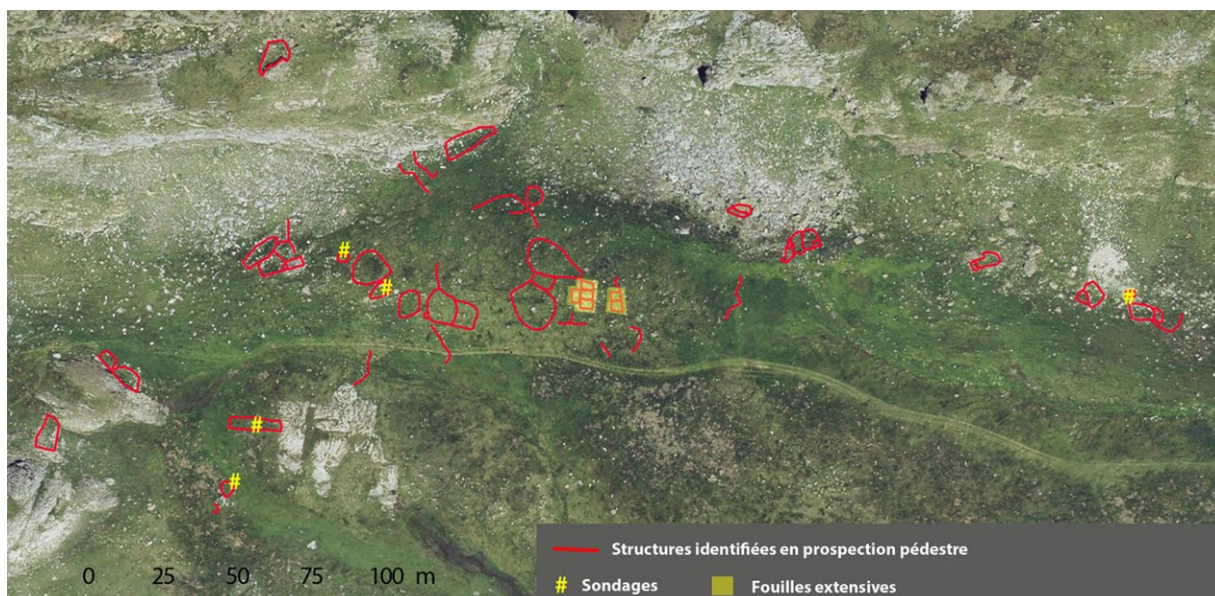 #
#
#
#
#
0 25 50 75 100 m
Structures identifiées en prospection pédestre
# Sondages
Fouilles extensives